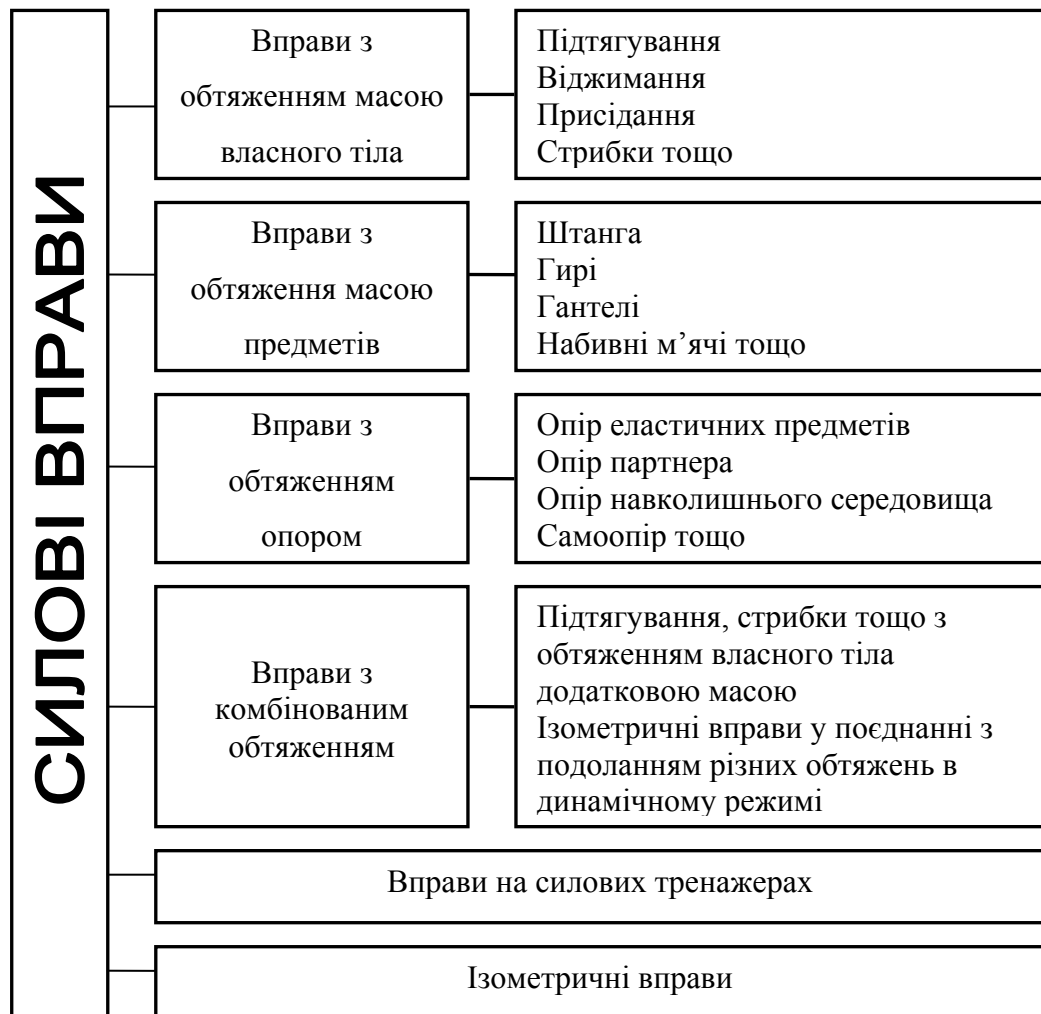 СИЛОВІ ВПРАВИ
Вправи з
обтяженням масою
власного тіла
Підтягування
Віджимання
Присідання
Стрибки тощо
Вправи з
обтяження масою
предметів
Штанга
Гирі
Гантелі
Набивні м’ячі тощо
Вправи з
обтяженням
опором
Опір еластичних предметів
Опір партнера
Опір навколишнього середовища
Самоопір тощо
Вправи з
комбінованим
обтяженням
Підтягування, стрибки тощо з
обтяженням власного тіла
додатковою масою
Ізометричні вправи у поєднанні з
подоланням різних обтяжень в
динамічному режимі
Вправи на силових тренажерах
Ізометричні вправи